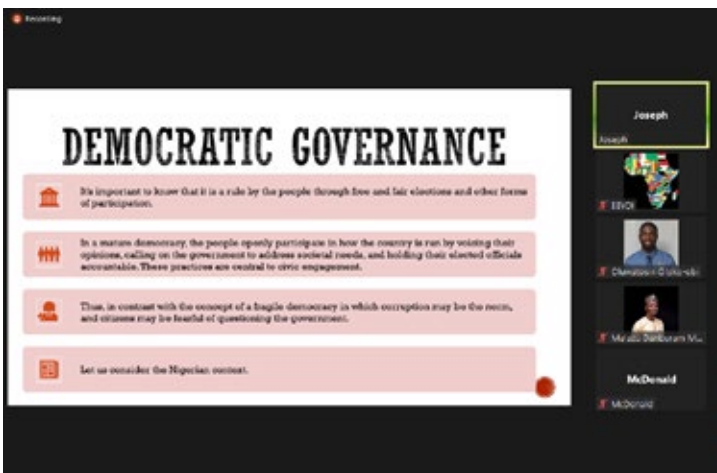 Recording
DEMOCRATIC GOVERNANCE
It's important to know that it is a rule by the people through free and fair elections and other forms
of participation.
In a mature democracy, the people openly participate in how the country is run by voicing their
opinions, calling on the government to address societal needs, and holding their elected officials
accountable. These practices are central to civic engagement.
Thus, in contrast with the concept of a fragile democracy in which corruption may be the norm,
and citizens may be fearful of questioning the government.
Let us consider the Nigerian context.
Joseph
Joseph
McDonald
McDonald